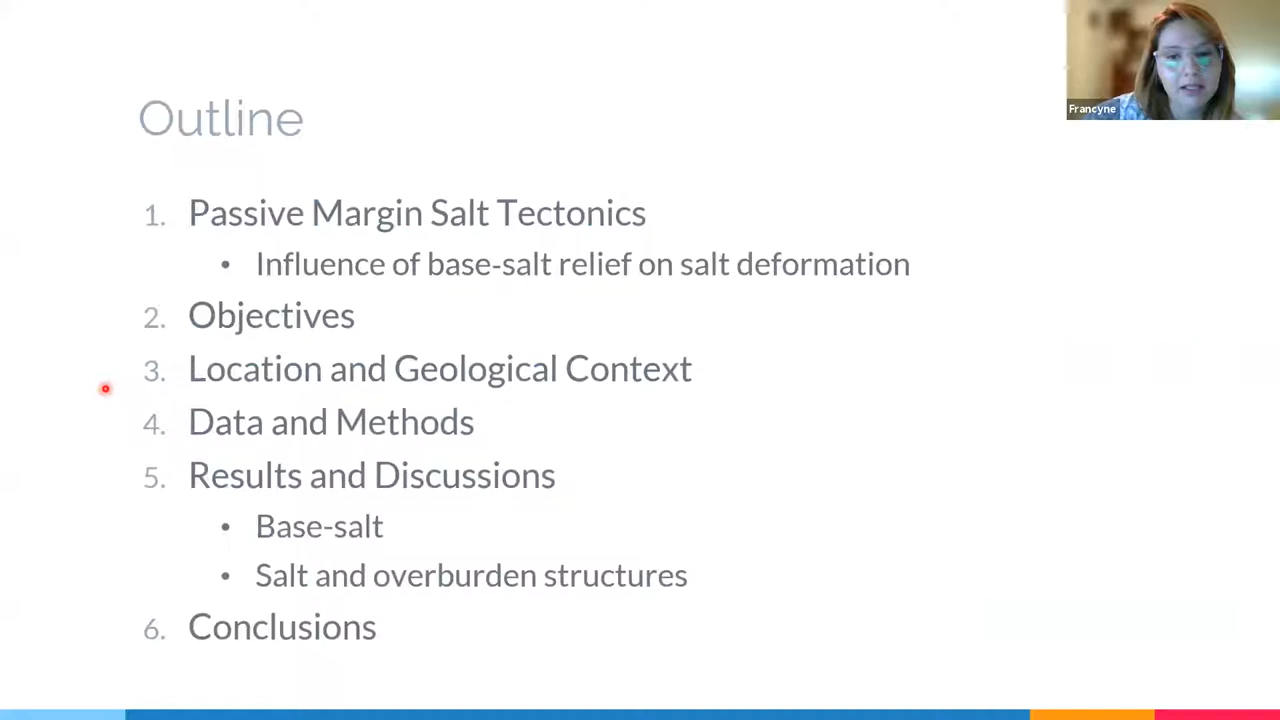 Francyne
Outline
1. Passive Margin Salt Tectonics
• Influence of base-salt relief on salt deformation
2. Objectives
3. Location and Geological Context
4. Data and Methods
5. Results and Discussions
• Base-salt
• Salt and overburden structures
6. Conclusions